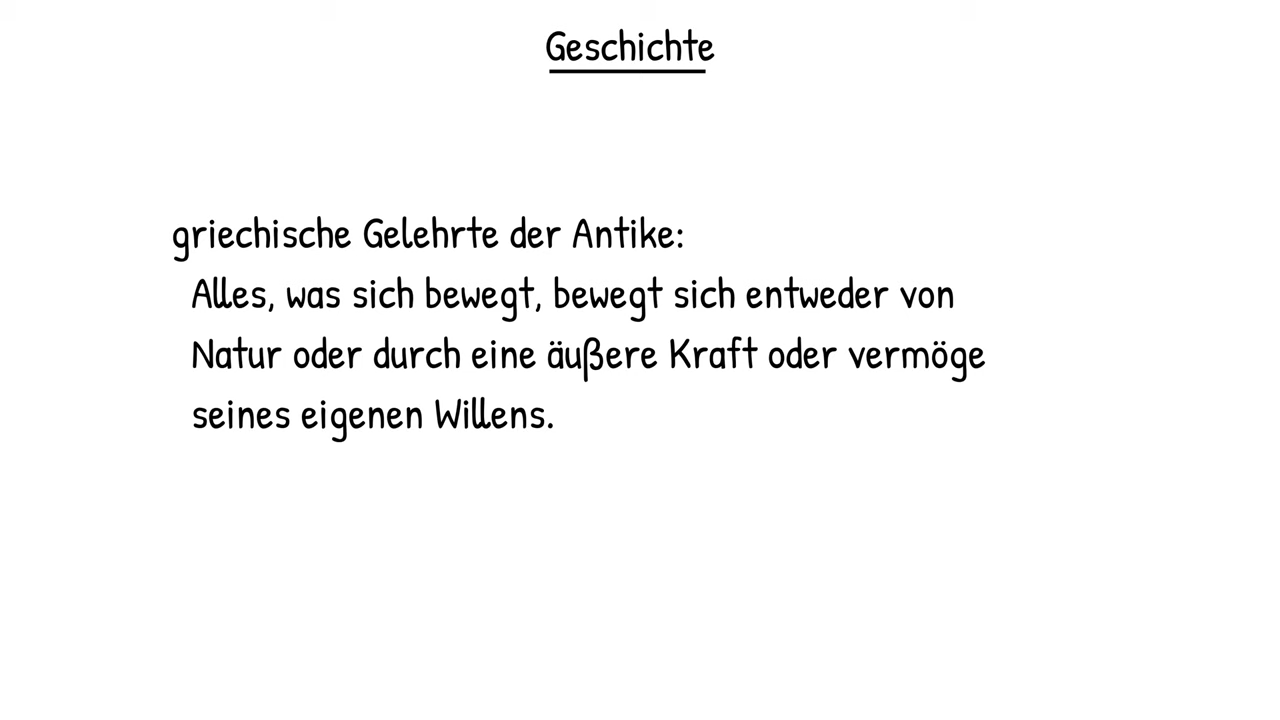 Geschichte
griechische Gelehrte der Antike:
Alles, was sich bewegt, bewegt sich entweder von
Natur oder durch eine äußere Kraft oder vermöge
seines eigenen Willens.